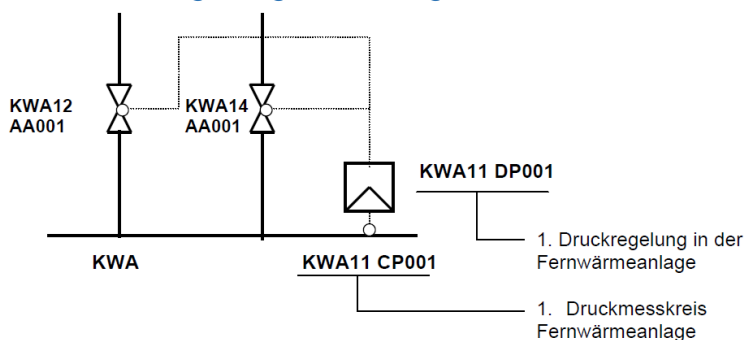 KWA12
AA001
KWA14
AA001
KWA11 DP001
1. Druckregelung in der
Fernwärmeanlage
KWA
KWA11 CP001
1. Druckmesskreis
Fernwärmeanlage